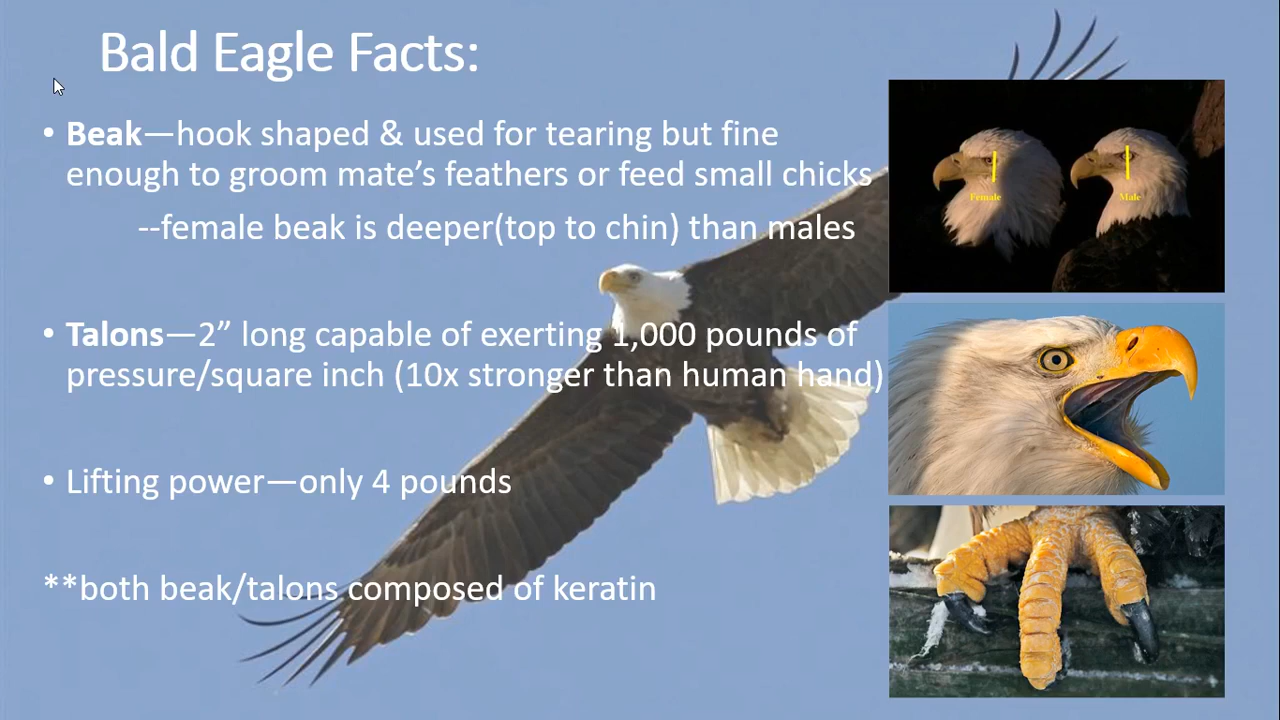 Bald Eagle Facts:
• Beak—hook shaped & used for tearing but fine
enough to groom mate’s feathers or feed small chicks
--female beak is deeper(top to chin) than males
• Talons—2” long capable of exerting 1,000 pounds of
pressure/square inch (10x stronger than human hand)
• Lifting power—only 4 pounds
**both beak/talons composed of keratin
Female
Male